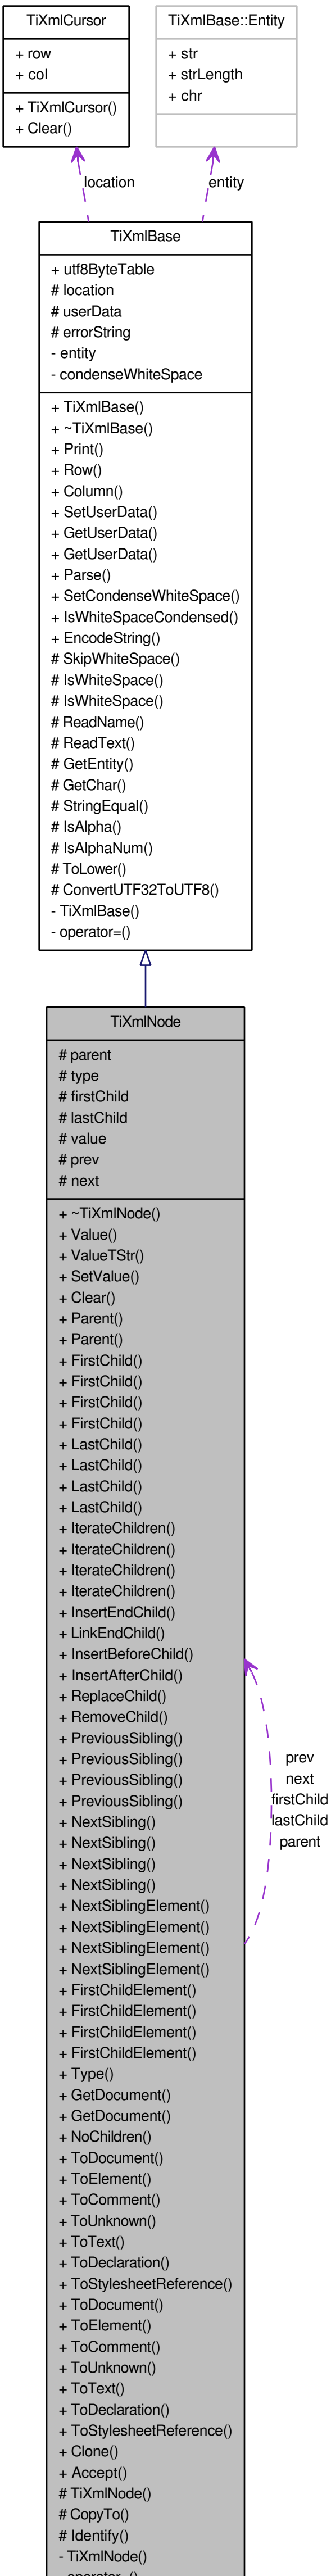 TiXmlCursor
+ row
+ col
+ TiXmlCursor()
+ Clear()
TiXmlBase::Entity
+ str
+ strLength
+ chr
location
entity
TiXmlBase
+ utf8ByteTable
# location
# userData
# errorString
- entity
- condenseWhiteSpace
+ TiXmlBase()
+ ~TiXmlBase()
+ Print()
+ Row()
+ Column()
+ SetUserData()
+ GetUserData()
+ GetUserData()
+ Parse()
+ SetCondenseWhiteSpace()
+ IsWhiteSpaceCondensed()
+ EncodeString()
# SkipWhiteSpace()
# IsWhiteSpace()
# IsWhiteSpace()
# ReadName()
# ReadText()
# GetEntity()
# GetChar()
# StringEqual()
# IsAlpha()
# IsAlphaNum()
# ToLower()
# ConvertUTF32ToUTF8()
- TiXmlBase()
- operator=()
TiXmlNode
# parent
# type
# firstChild
# lastChild
# value
# prev
# next
+ ~TiXmlNode()
+ Value()
+ ValueTStr()
+ SetValue()
+ Clear()
+ Parent()
+ Parent()
+ FirstChild()
+ FirstChild()
+ FirstChild()
+ FirstChild()
+ LastChild()
+ LastChild()
+ LastChild()
+ LastChild()
+ IterateChildren()
+ IterateChildren()
+ IterateChildren()
+ IterateChildren()
+ InsertEndChild()
+ LinkEndChild()
+ InsertBeforeChild()
+ InsertAfterChild()
+ ReplaceChild()
+ RemoveChild()
+ PreviousSibling()
+ PreviousSibling()
+ PreviousSibling()
+ PreviousSibling()
+ NextSibling()
+ NextSibling()
+ NextSibling()
+ NextSibling()
+ NextSiblingElement()
+ NextSiblingElement()
+ NextSiblingElement()
+ NextSiblingElement()
+ FirstChildElement()
+ FirstChildElement()
+ FirstChildElement()
+ FirstChildElement()
+ Type()
+ GetDocument()
+ GetDocument()
+ NoChildren()
+ ToDocument()
+ ToElement()
+ ToComment()
+ ToUnknown()
+ ToText()
+ ToDeclaration()
+ ToStylesheetReference()
+ ToDocument()
+ ToElement()
+ ToComment()
+ ToUnknown()
+ ToText()
+ ToDeclaration()
+ ToStylesheetReference()
+ Clone()
+ Accept()
# TiXmlNode()
# CopyTo()
# Identify()
- TiXmlNode()
prev
next
firstChild
lastChild
parent